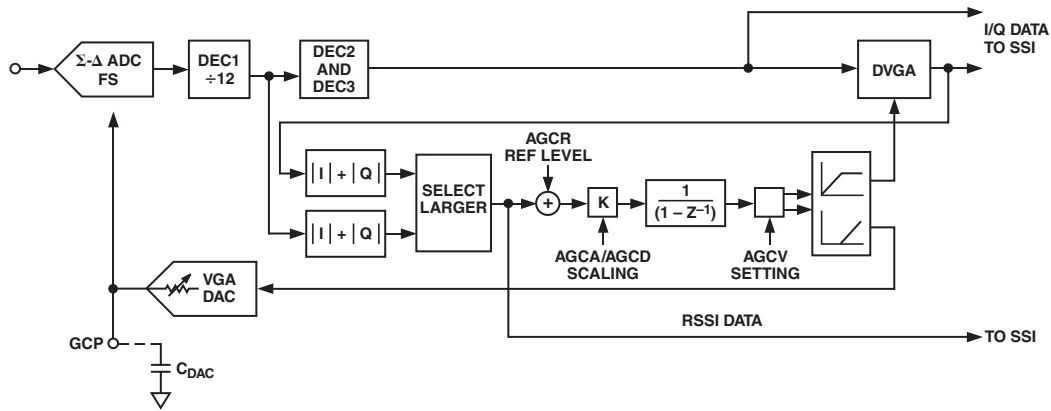 Σ-Δ ADC
FS
DEC1
÷12
DEC2
AND
DEC3
DVGA
I/Q DATA
TO SSI
|I| + |Q|
|I| + |Q|
SELECT
LARGER
AGCR
REF LEVEL
+
K
AGCA/AGCD
SCALING
1
(1 – Z–1)
AGCV
SETTING
VGA
DAC
GCP
CDAC
RSSI DATA
TO SSI